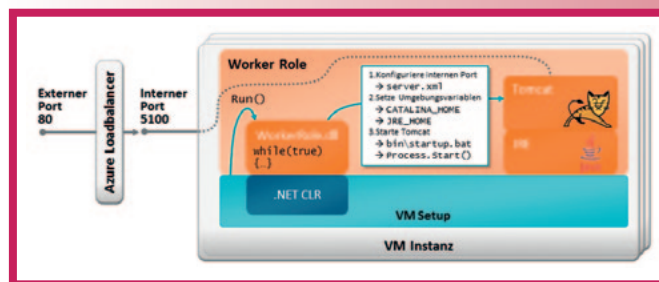 Externer
Port
80
Azure Loadbalancer
Interner
Port
5100
Worker Role
Run()
WorkerRole.dll
while(true)
{…}
.NET CLR
1.Konfiguriere internen Port
→ server.xml
2.Setze Umgebungsvariablen
→ CATALINA_HOME
→ JRE_HOME
3.Starte Tomcat
→ bin\startup.bat
→ Process.Start()
Tomcat
JRE
VM Setup
VM Instanz